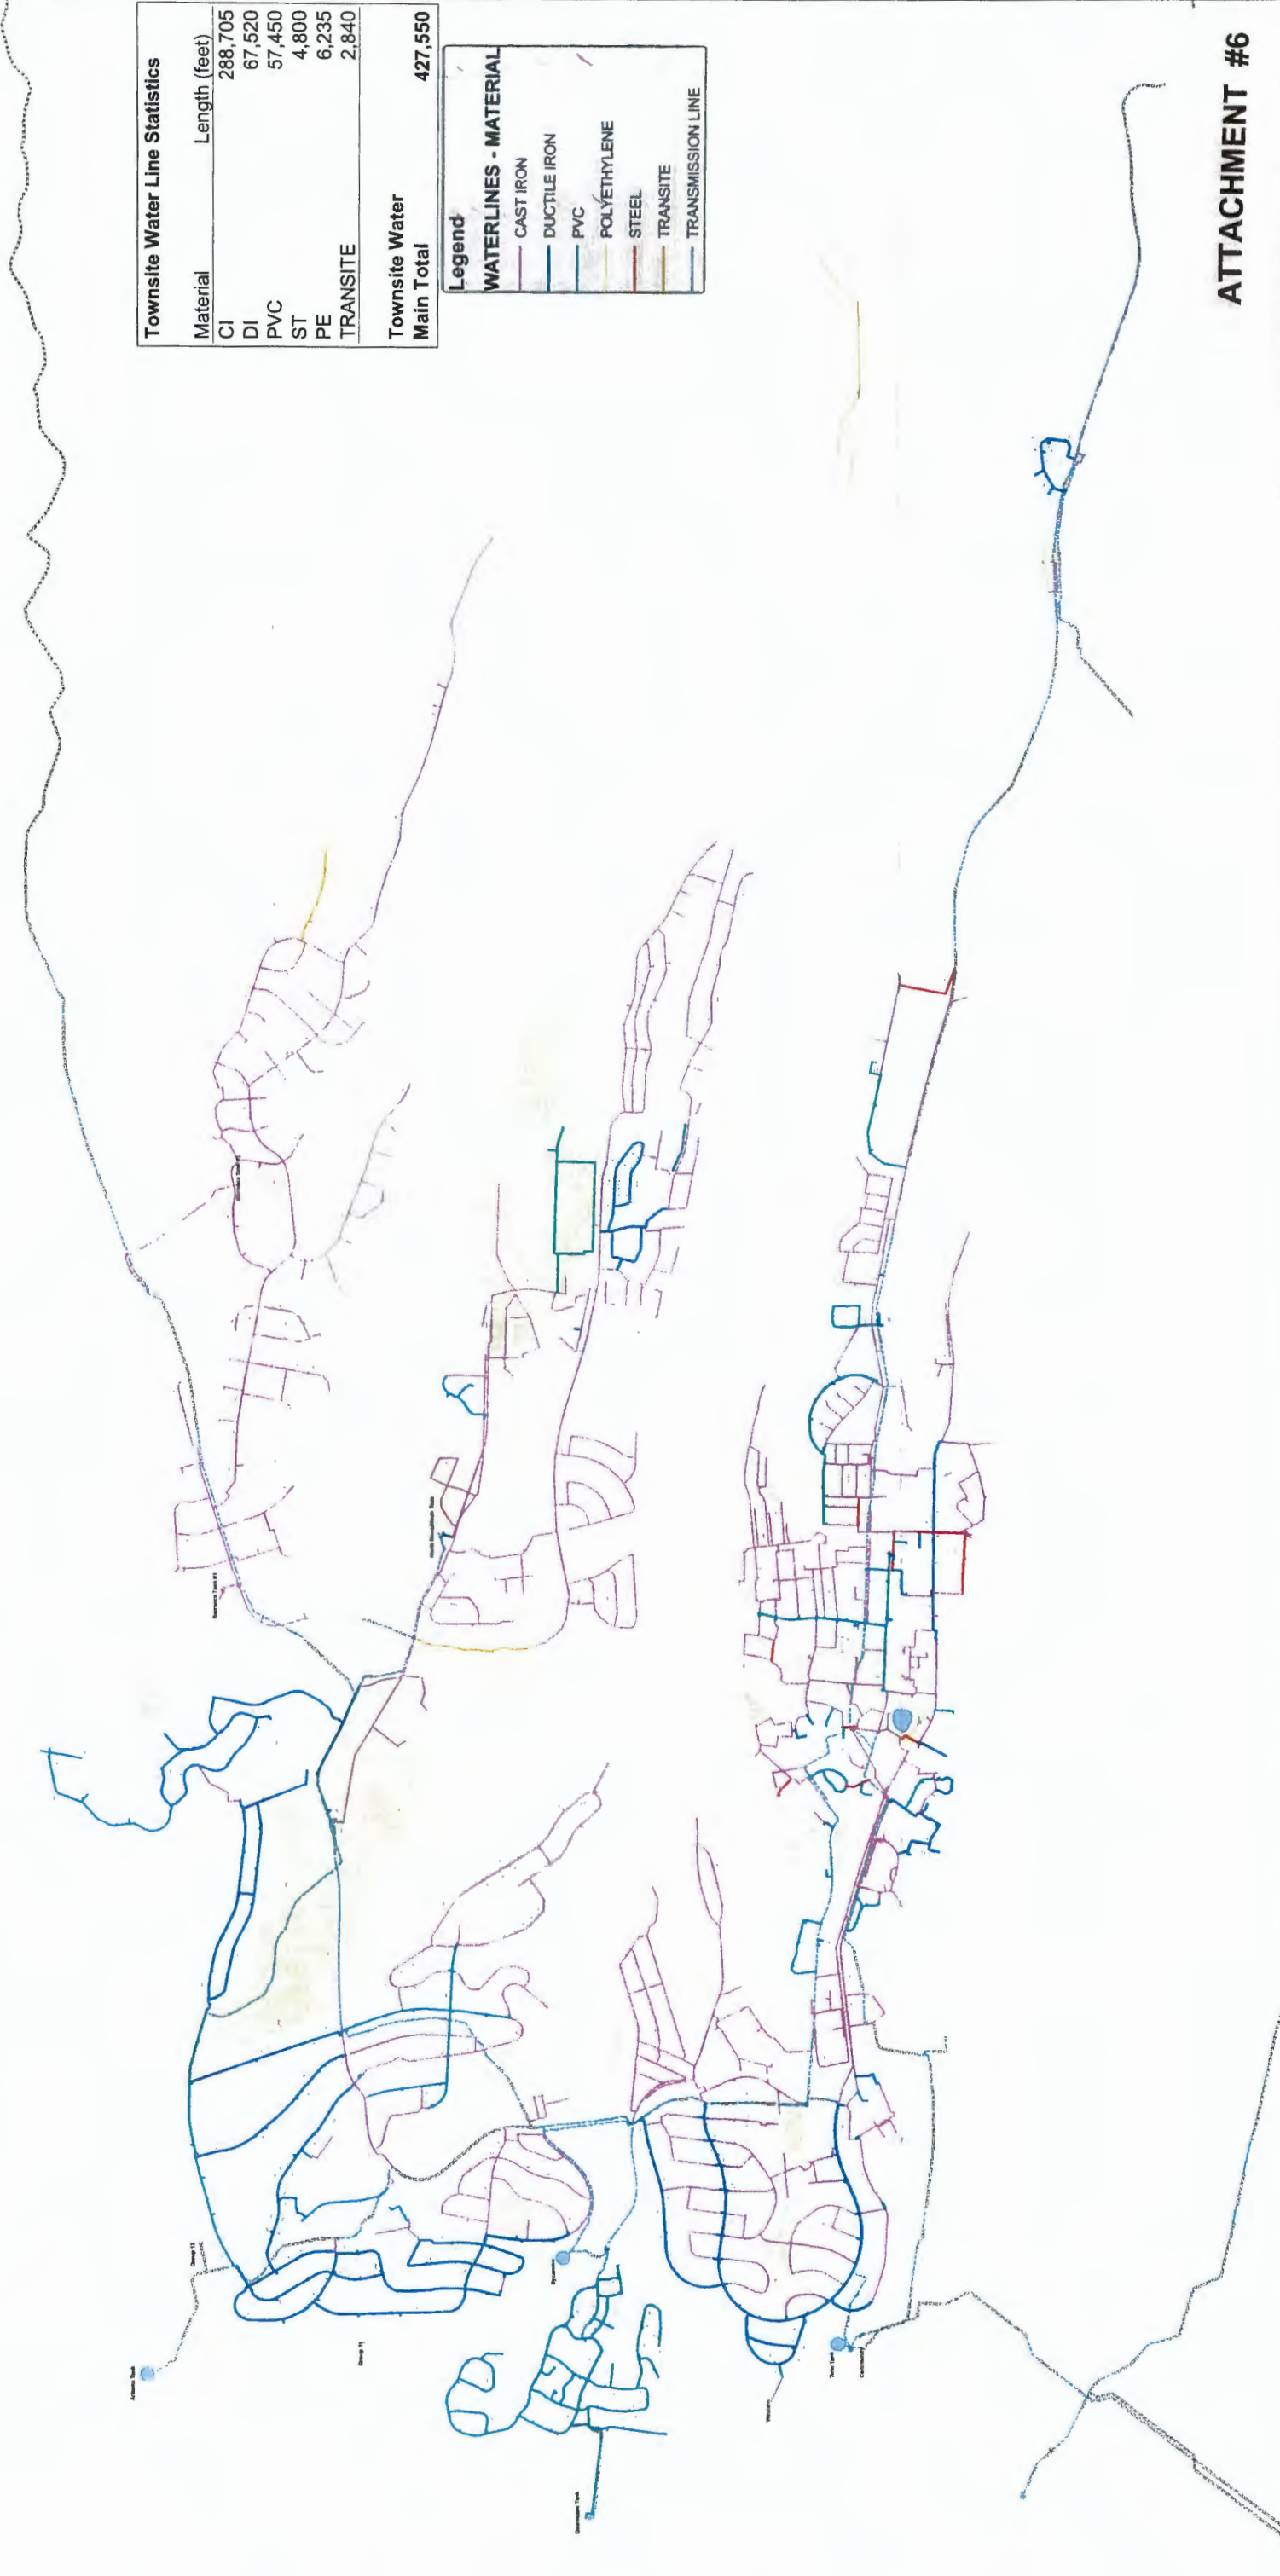 Townsite Water Line Statistics
Material Length (feet)
CI 288,705
DI 67,520
PVC 57,450
ST 4,800
PE 6,235
TRANSITE 2,840
Townsite Water
Main Total 427,550
Legend
WATERLINES - MATERIAL
CAST IRON
DUCTILE IRON
PVC
POLYETHYLENE
STEEL
TRANSITE
TRANSMISSION LINE
ATTACHMENT #6
Group 12